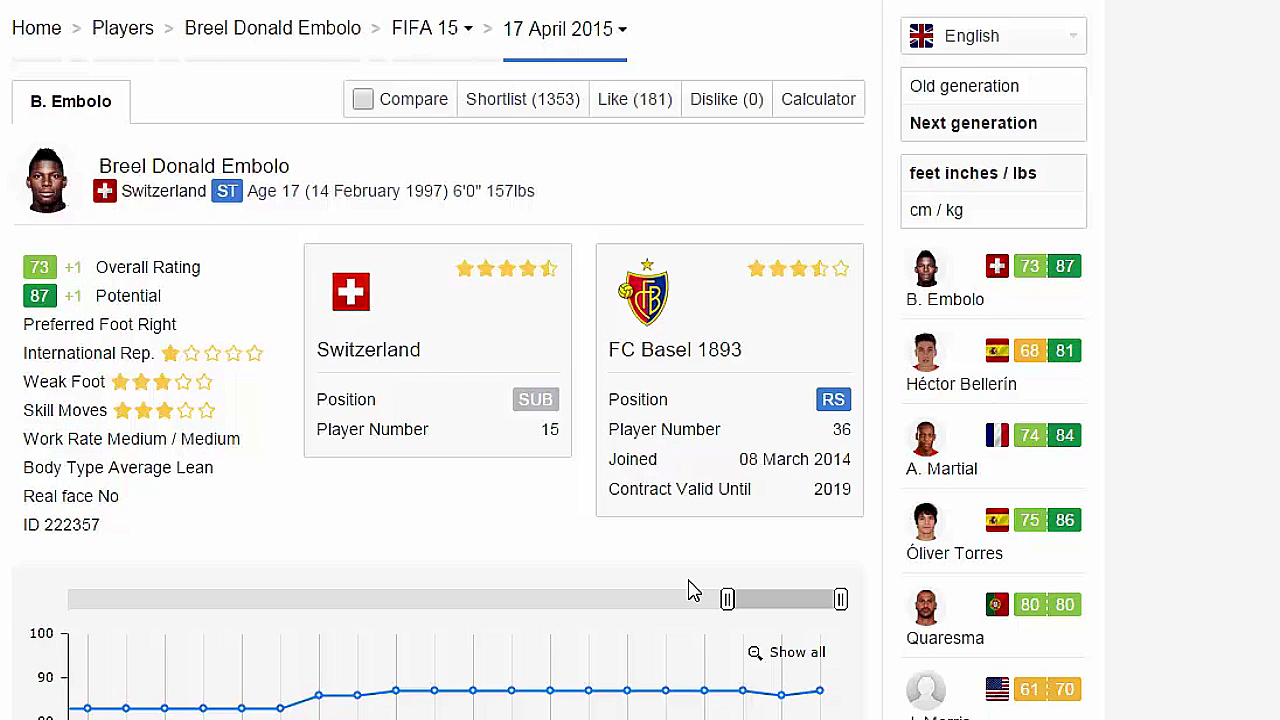 Home > Players > Breel Donald Embolo > FIFA 15 > 17 April 2015
B. Embolo
Compare
Shortlist (1353)
Like (181)
Dislike (0)
Calculator
Breel Donald Embolo
Switzerland ST Age 17 (14 February 1997) 6'0" 157lbs
73 +1 Overall Rating
87 +1 Potential
Preferred Foot Right
International Rep.
Weak Foot
Skill Moves
Work Rate Medium / Medium
Body Type Average Lean
Real face No
ID 222357
Switzerland
Position SUB
Player Number 15
FCB
FC Basel 1893
Position RS
Player Number 36
Joined 08 March 2014
Contract Valid Until 2019
Show all
100
90
English
Old generation
Next generation
feet inches / lbs
cm / kg
73 87
B. Embolo
68 81
Héctor Bellerín
74 84
A. Martial
75 86
Óliver Torres
80 80
Quaresma
61 70